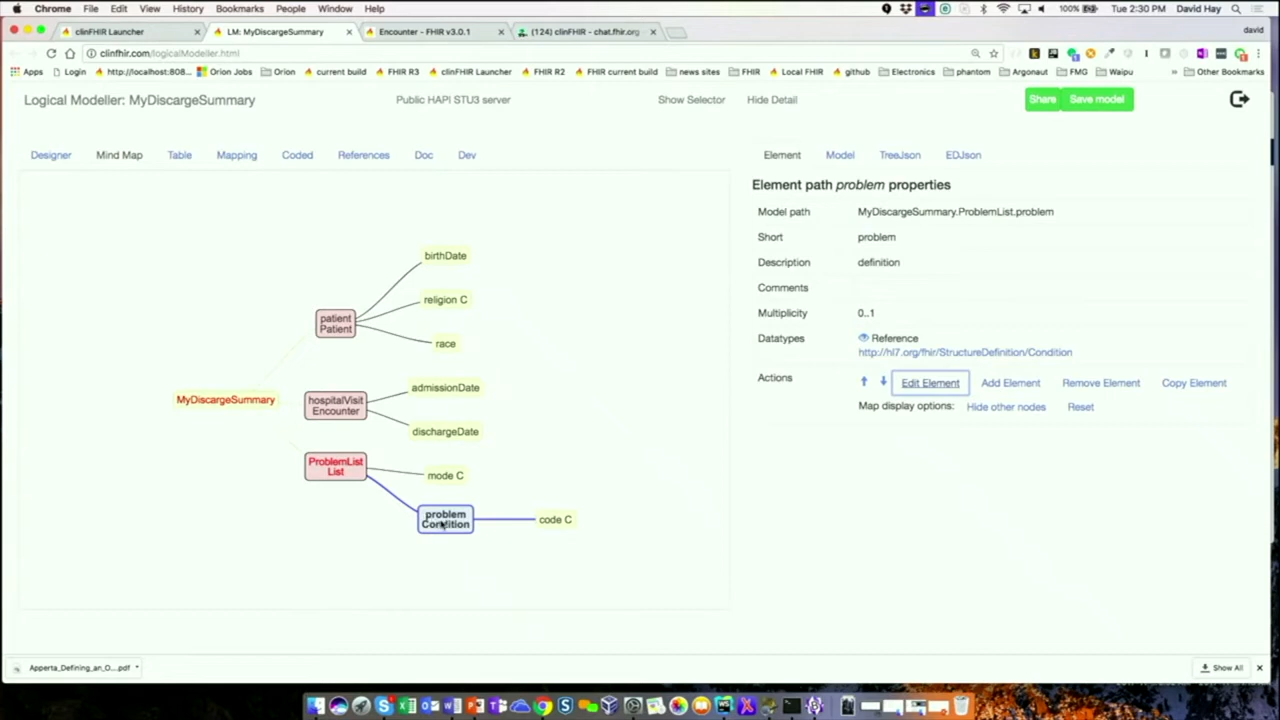 Chrome File Edit View History Bookmarks People Window Help
100% Tue 2:30 PM David Hay
clinFHIR Launcher
LM: MyDiscargeSummary
Encounter - FHIR v3.0.1
(124) clinFHIR - chat.fhir.org
david
clinfhir.com/logicalModeller.html
Apps Login http://localhost:808... Orion Jobs Orion current build FHIR R3 clinFHIR Launcher FHIR R2 FHIR current build news sites FHIR Local FHIR github Electronics phantom Argonaut FMG Waipu » Other Bookmarks
Logical Modeller: MyDiscargeSummary
Public HAPI STU3 server
Show Selector
Hide Detail
Share
Save model
Designer Mind Map Table Mapping Coded References Doc Dev
Element Model TreeJson EDJson
birthDate
religion C
patient
Patient
race
admissionDate
MyDiscargeSummary
hospitalVisit
Encounter
dischargeDate
ProblemList
List
mode C
problem
Condition
code C
Element path problem properties
Model path MyDiscargeSummary.ProblemList.problem
Short problem
Description definition
Comments
Multiplicity 0..1
Datatypes Reference
http://hl7.org/fhir/StructureDefinition/Condition
Actions Edit Element Add Element Remove Element Copy Element
Map display options: Hide other nodes Reset
Apperta_Defining_an_O....pdf
Show All